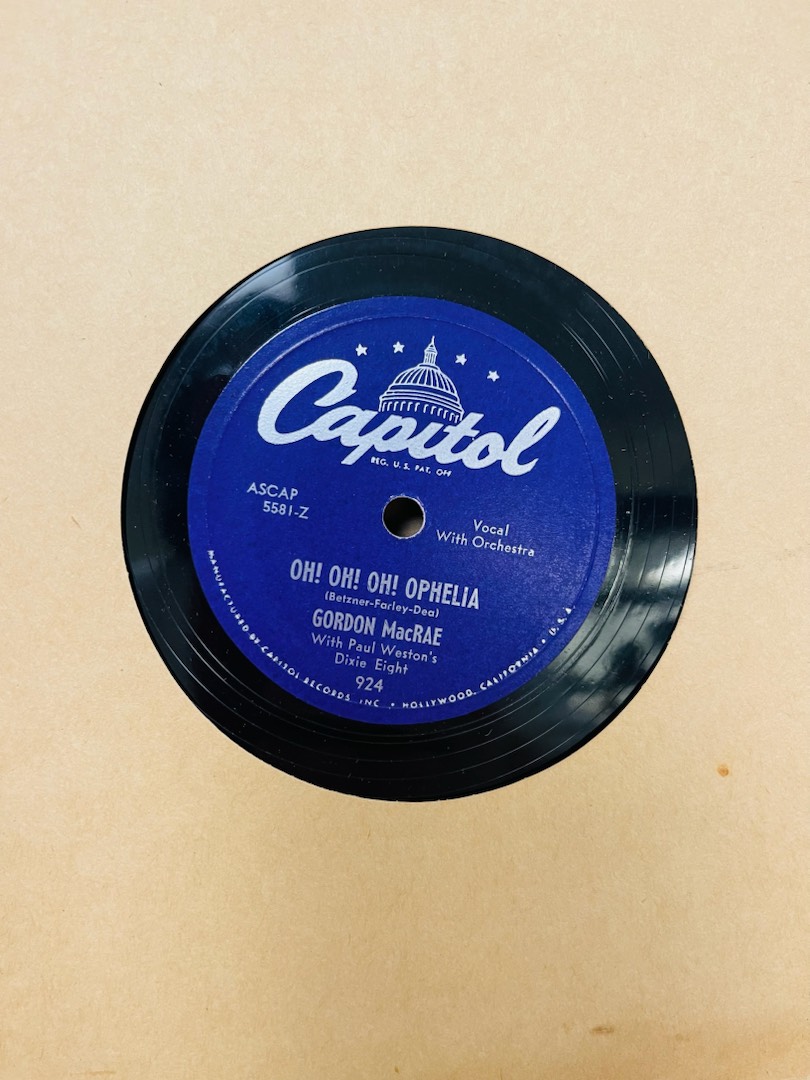 Capitol
REG. U.S. PAT. OFF
ASCAP
5581-Z
Vocal
With Orchestra
OH! OH! OH! OPHELIA
(Betzner-Farley-Dea)
GORDON MacRAE
With Paul Weston's
Dixie Eight
924
MANUFACTURED BY CAPITOL RECORDS INC • HOLLYWOOD, CALIFORNIA • U.S.A.